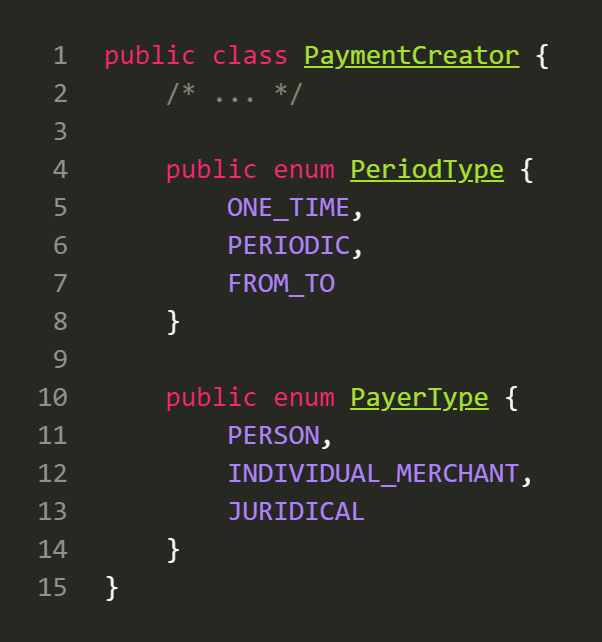 1 public class PaymentCreator {
2 /* ... */
3
4 public enum PeriodType {
5 ONE_TIME,
6 PERIODIC,
7 FROM_TO
8 }
9
10 public enum PayerType {
11 PERSON,
12 INDIVIDUAL_MERCHANT,
13 JURIDICAL
14 }
15 }